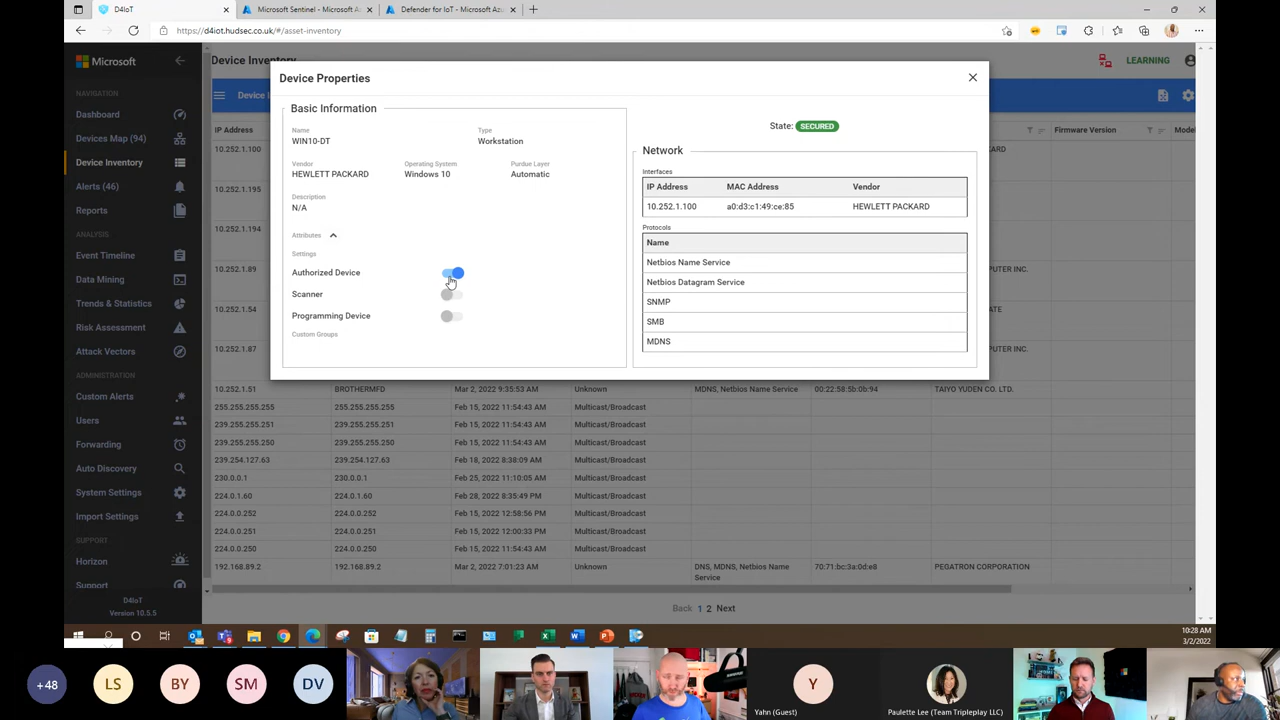 D4IoT
Microsoft Sentinel - Microsoft Az
Defender for IoT - Microsoft Azur
https://d4iot.hudsec.co.uk/#/asset-inventory
Microsoft
Device Inventory
LEARNING
NAVIGATION
Dashboard
Devices Map (94)
Device Inventory
Alerts (46)
Reports
ANALYSIS
Event Timeline
Data Mining
Trends & Statistics
Risk Assessment
Attack Vectors
ADMINISTRATION
Custom Alerts
Users
Forwarding
Auto Discovery
System Settings
Import Settings
SUPPORT
Horizon
Support
D4IoT
Version 10.5.5
Device I
IP Address
Firmware Version
Model
10.252.1.100
KARD
10.252.1.195
10.252.1.194
10.252.1.89
PUTER INC.
10.252.1.54
ATE
10.252.1.87
PUTER INC.
Device Properties
Basic Information
Name
WIN10-DT
Type
Workstation
Vendor
HEWLETT PACKARD
Operating System
Windows 10
Purdue Layer
Automatic
Description
N/A
Attributes
Settings
Authorized Device
Scanner
Programming Device
Custom Groups
State: SECURED
Network
Interfaces
IP Address MAC Address Vendor
10.252.1.100 a0:d3:c1:49:ce:85 HEWLETT PACKARD
Protocols
Name
Netbios Name Service
Netbios Datagram Service
SNMP
SMB
MDNS
10.252.1.51 BROTHERMFD Mar 2, 2022 9:35:53 AM Unknown MDNS, Netbios Name Service 00:22:58:5b:0b:94 TAIYO YUDEN CO. LTD.
255.255.255.255 255.255.255.255 Feb 15, 2022 11:54:43 AM Multicast/Broadcast
239.255.255.251 239.255.255.251 Feb 15, 2022 11:54:43 AM Multicast/Broadcast
239.255.255.250 239.255.255.250 Feb 15, 2022 11:54:43 AM Multicast/Broadcast
239.254.127.63 239.254.127.63 Feb 18, 2022 8:38:09 AM Multicast/Broadcast
230.0.0.1 230.0.0.1 Feb 25, 2022 11:10:05 AM Multicast/Broadcast
224.0.1.60 224.0.1.60 Feb 28, 2022 8:35:49 PM Multicast/Broadcast
224.0.0.252 224.0.0.252 Feb 15, 2022 12:58:56 PM Multicast/Broadcast
224.0.0.251 224.0.0.251 Feb 15, 2022 12:00:33 PM Multicast/Broadcast
224.0.0.250 224.0.0.250 Feb 15, 2022 11:54:43 AM Multicast/Broadcast
192.168.89.2 192.168.89.2 Mar 2, 2022 7:01:23 AM Unknown DNS, MDNS, Netbios Name 70:71:bc:3a:0d:e8 PEGATRON CORPORATION
Service
Back 1 2 Next
10:28 AM
3/2/2022
+48
LS
BY
SM
DV
Y
Yahn (Guest)
Paulette Lee (Team Tripleplay LLC)